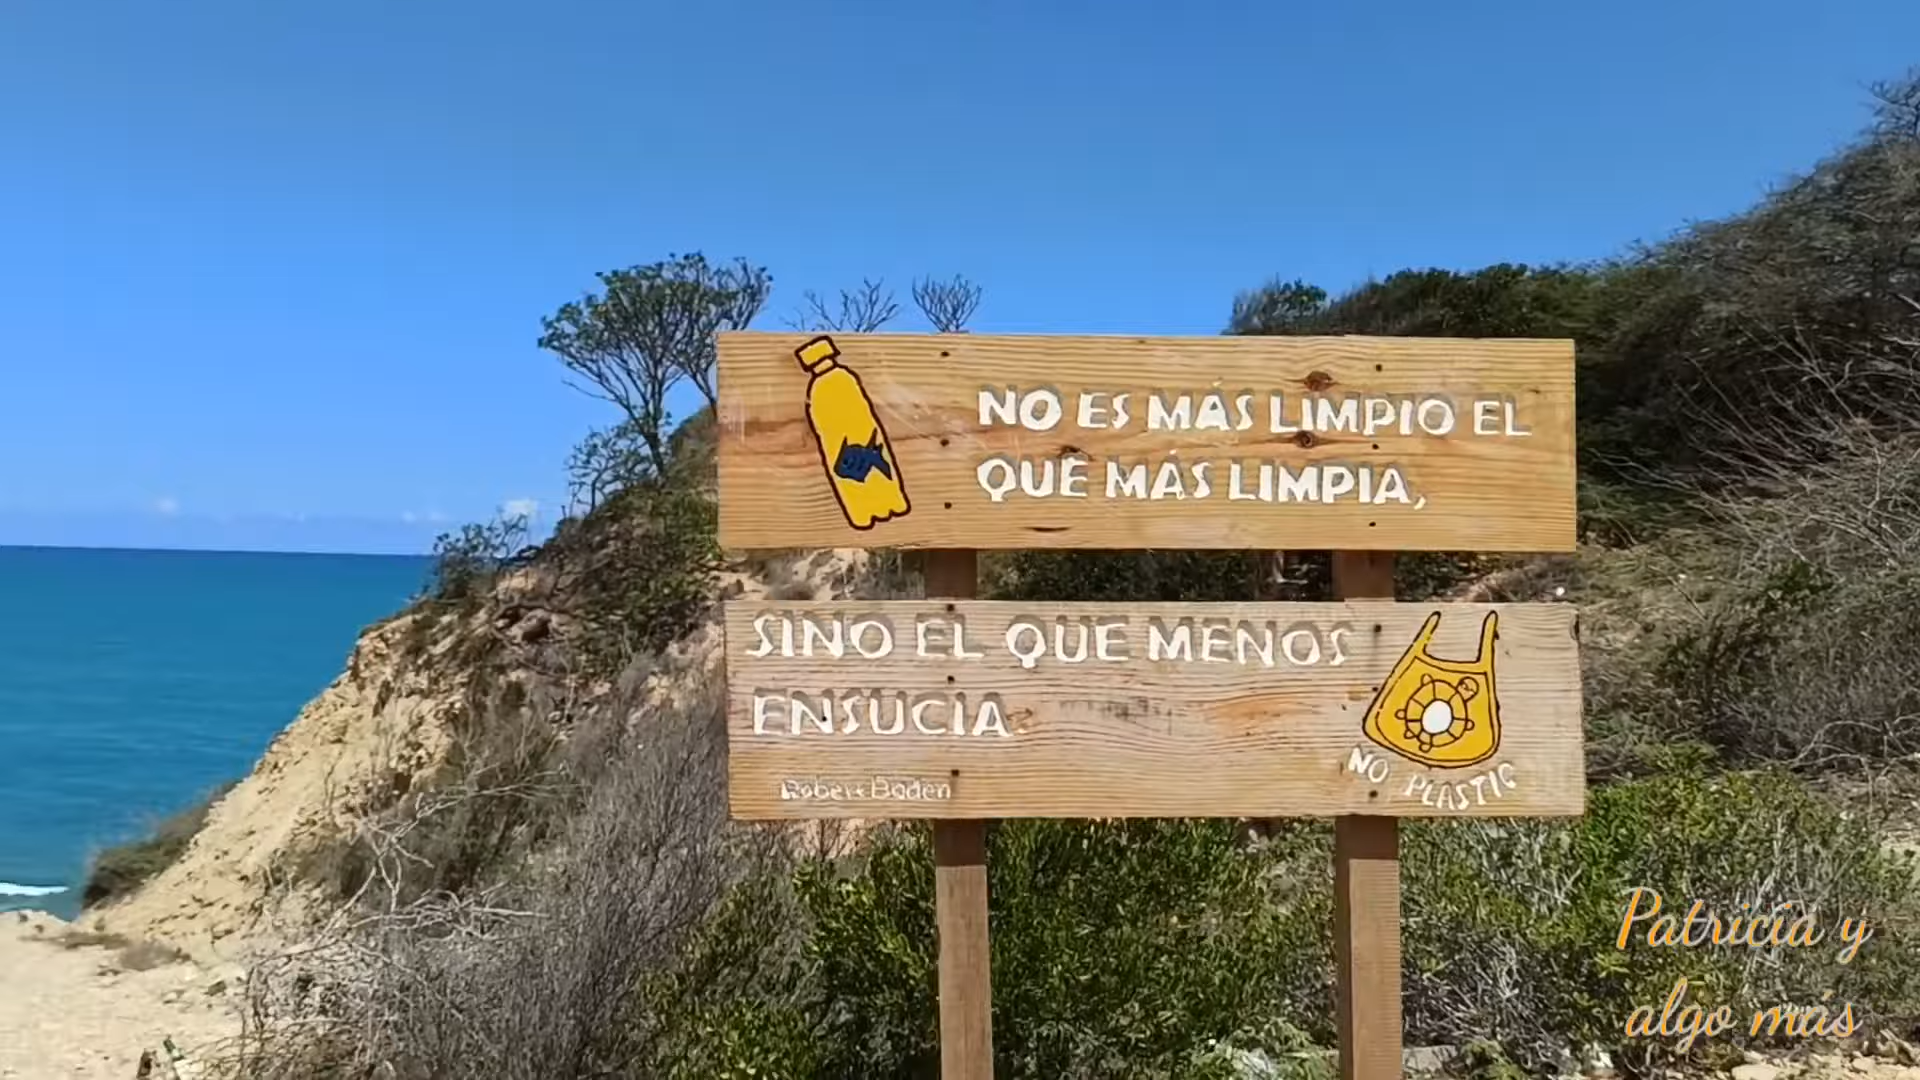 NO ES MÁS LIMPIO EL
QUE MÁS LIMPIA,
SINO EL QUE MENOS
ENSUCIA.
Robert Baden
NO PLASTIC
Patricia y
algo más